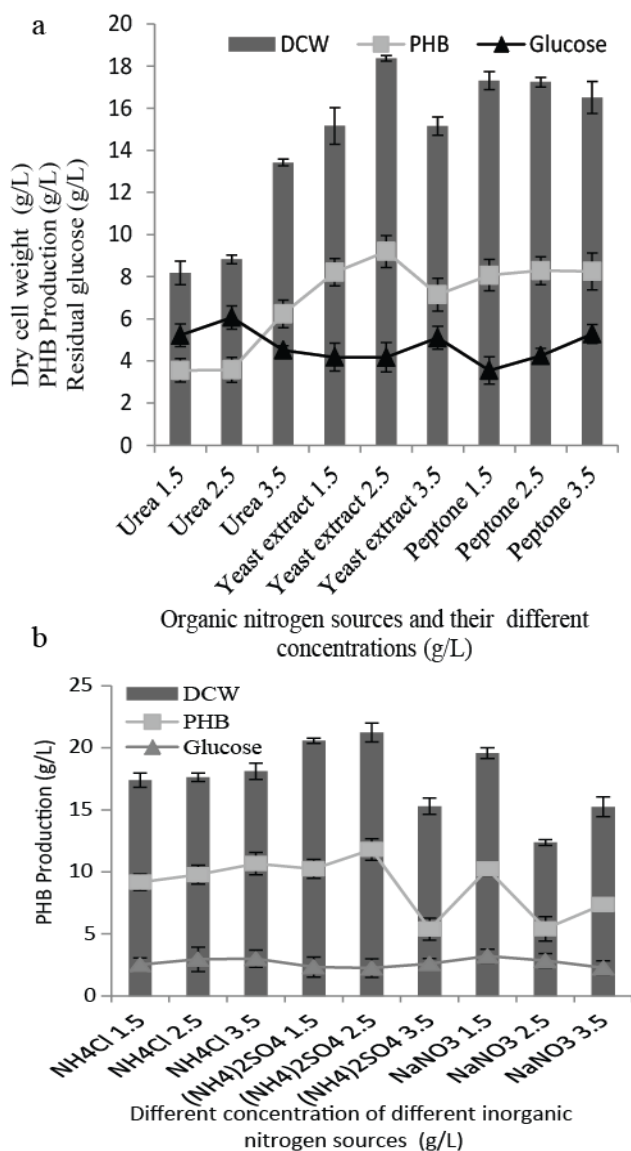 a
DCW PHB Glucose
Dry cell weight (g/L)
PHB Production (g/L)
Residual glucose (g/L)
20
18
16
14
12
10
8
6
4
2
0
Urea 1.5
Urea 2.5
Urea 3.5
Yeast extract 1.5
Yeast extract 2.5
Yeast extract 3.5
Peptone 1.5
Peptone 2.5
Peptone 3.5
Organic nitrogen sources and their different
concentrations (g/L)
b
DCW
PHB
Glucose
PHB Production (g/L)
25
20
15
10
5
0
NH4Cl 1.5
NH4Cl 2.5
NH4Cl 3.5
(NH4)2SO4 1.5
(NH4)2SO4 2.5
(NH4)2SO4 3.5
NaNO3 1.5
NaNO3 2.5
NaNO3 3.5
Different concentration of different inorganic
nitrogen sources (g/L)